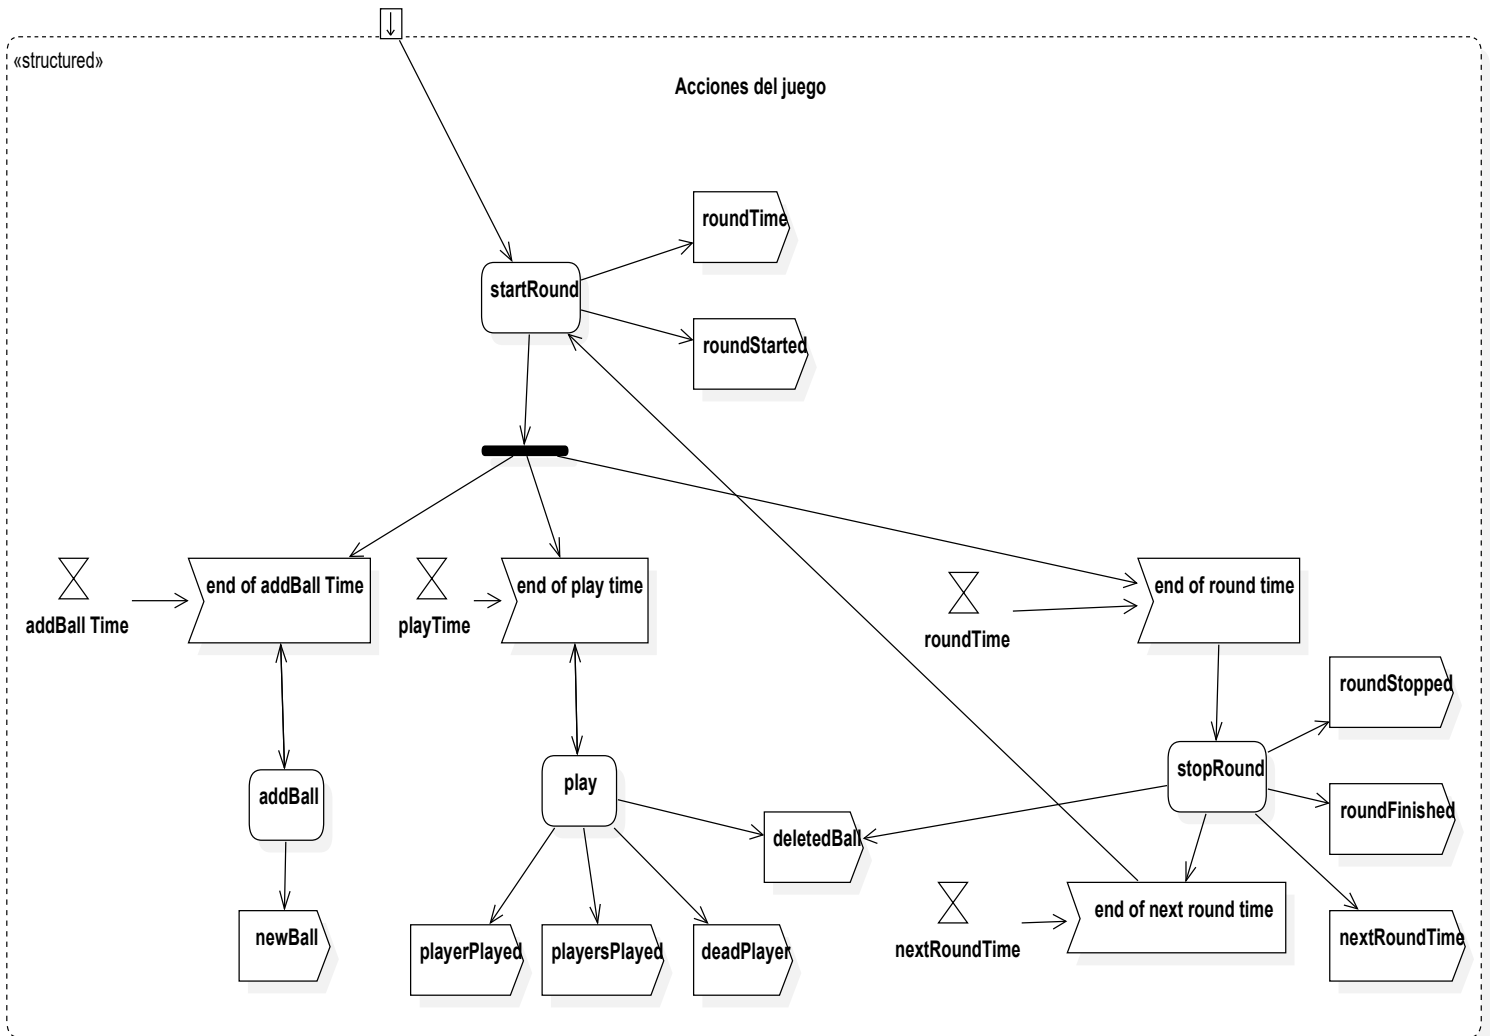 «structured»
Acciones del juego
roundTime
startRound
roundStarted
end of addBall Time
end of play time
end of round time
addBall Time
playTime
roundTime
roundStopped
stopRound
addBall
play
roundFinished
deletedBall
end of next round time
newBall
playerPlayed
playersPlayed
deadPlayer
nextRoundTime
nextRoundTime